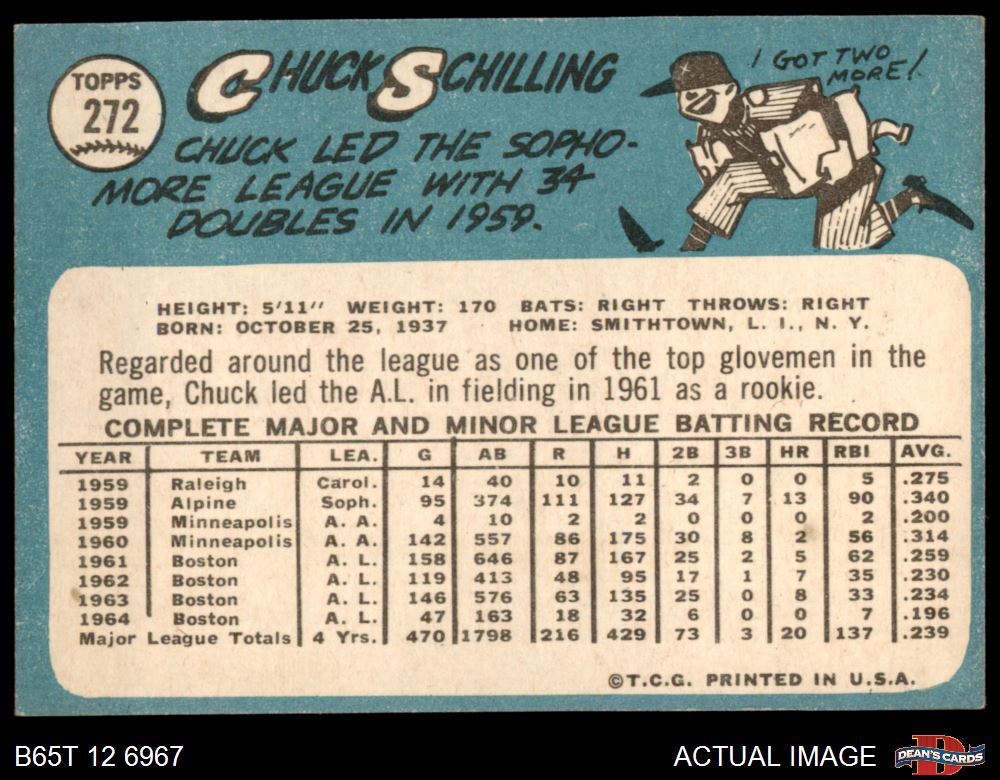 TOPPS
272
CHUCK SCHILLING
I GOT TWO
MORE!
CHUCK LED THE SOPHO-
MORE LEAGUE WITH 34
DOUBLES IN 1959.
HEIGHT: 5'11" WEIGHT: 170 BATS: RIGHT THROWS: RIGHT
BORN: OCTOBER 25, 1937 HOME: SMITHTOWN, L. I., N. Y.
Regarded around the league as one of the top glovemen in the
game, Chuck led the A.L. in fielding in 1961 as a rookie.
COMPLETE MAJOR AND MINOR LEAGUE BATTING RECORD
YEAR TEAM LEA. G AB R H 2B 3B HR RBI AVG.
1959 Raleigh Carol. 14 40 10 11 2 0 0 5 .275
1959 Alpine Soph. 95 374 111 127 34 7 13 90 .340
1959 Minneapolis A. A. 4 10 2 2 0 0 0 2 .200
1960 Minneapolis A. A. 142 557 86 175 30 8 2 56 .314
1961 Boston A. L. 158 646 87 167 25 2 5 62 .259
1962 Boston A. L. 119 413 48 95 17 1 7 35 .230
1963 Boston A. L. 146 576 63 135 25 0 8 33 .234
1964 Boston A. L. 47 163 18 32 6 0 0 7 .196
Major League Totals 4 Yrs. 470 1798 216 429 73 3 20 137 .239
©T.C.G. PRINTED IN U.S.A.
B65T 12 6967
ACTUAL IMAGE
DEAN'S CARDS